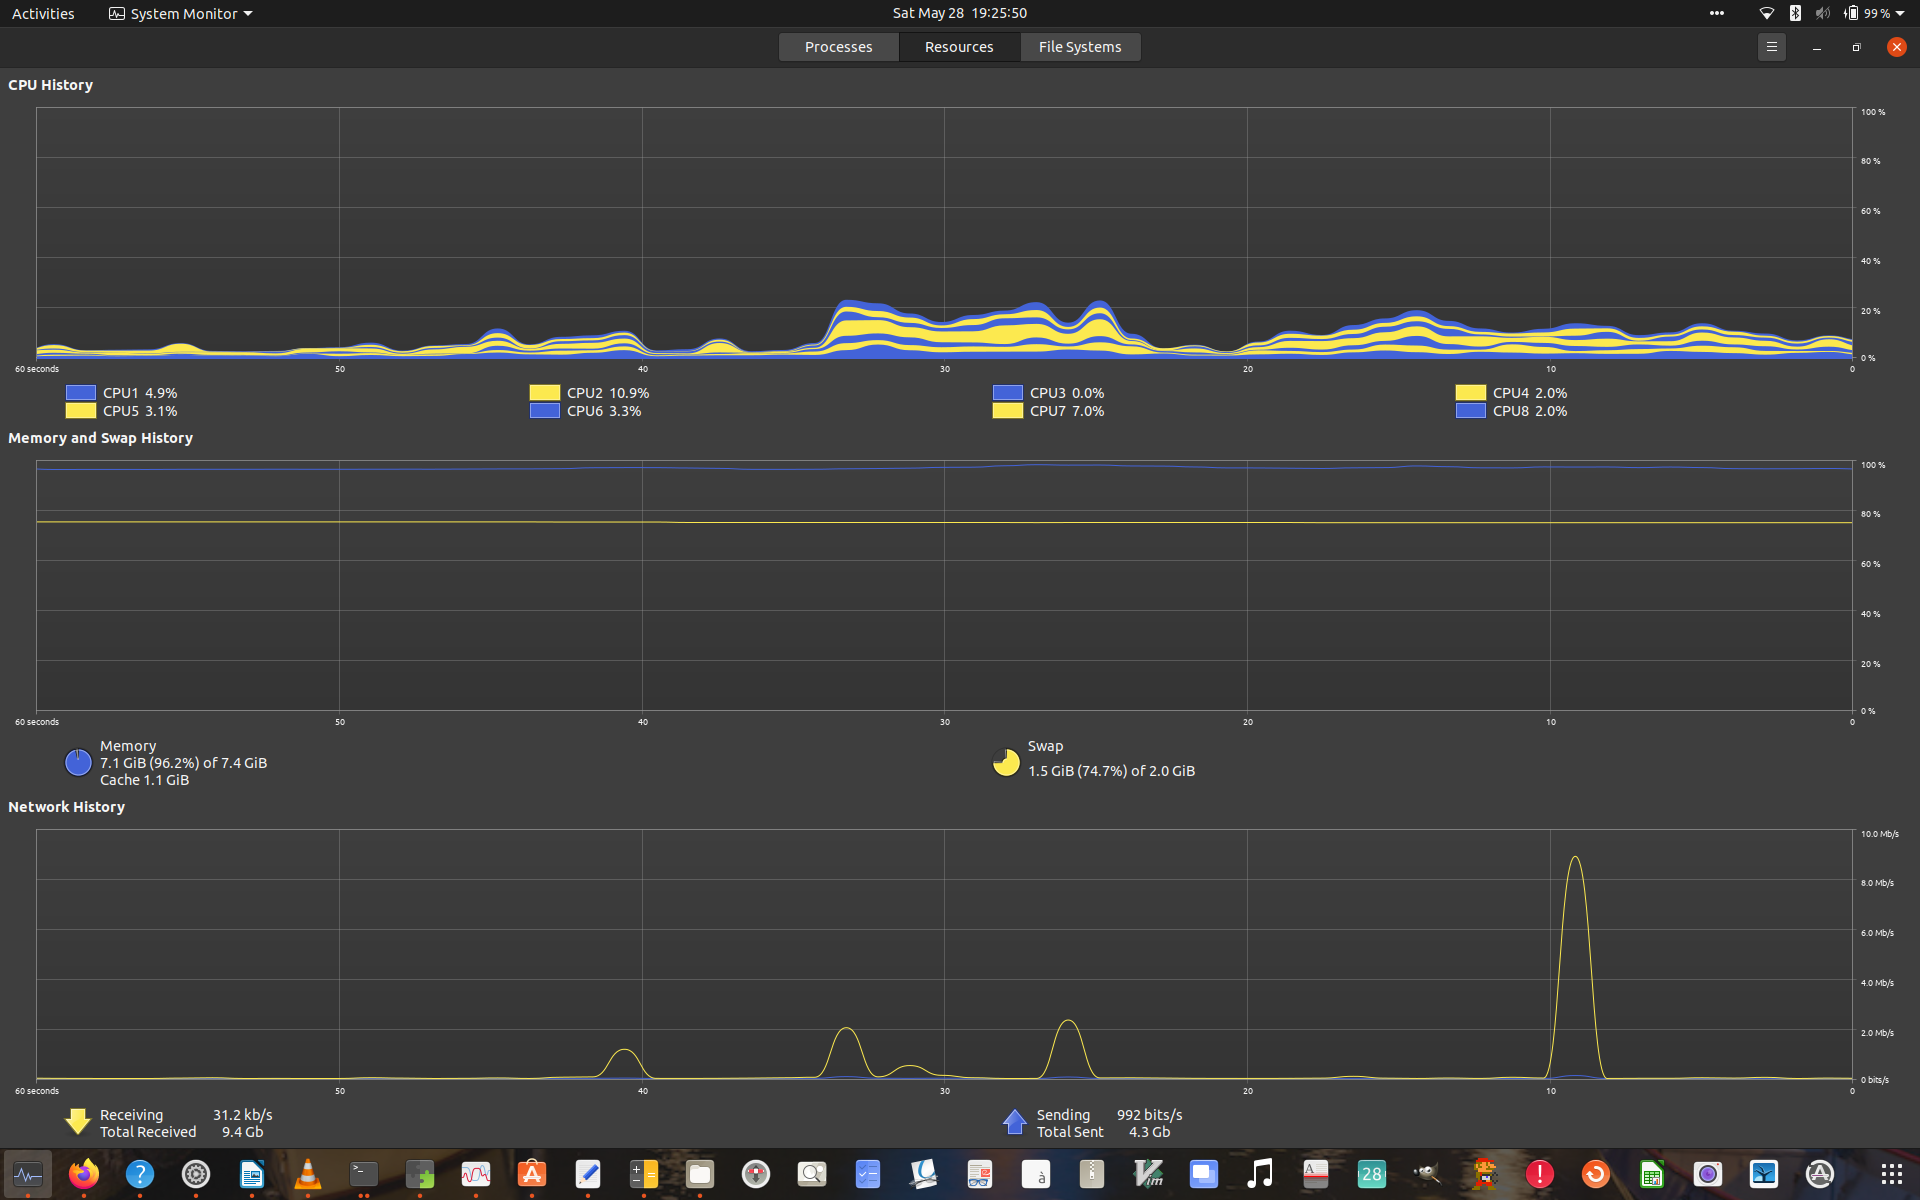 Activities System Monitor Sat May 28 19:25:50 99 %
Processes Resources File Systems
CPU History
100 %
80 %
60 %
40 %
20 %
0 %
60 seconds 50 40 30 20 10 0
CPU1 4.9% CPU2 10.9% CPU3 0.0% CPU4 2.0%
CPU5 3.1% CPU6 3.3% CPU7 7.0% CPU8 2.0%
Memory and Swap History
100 %
80 %
60 %
40 %
20 %
0 %
60 seconds 50 40 30 20 10 0
Memory Swap
7.1 GiB (96.2%) of 7.4 GiB 1.5 GiB (74.7%) of 2.0 GiB
Cache 1.1 GiB
Network History
10.0 Mb/s
8.0 Mb/s
6.0 Mb/s
4.0 Mb/s
2.0 Mb/s
0 bits/s
60 seconds 50 40 30 20 10 0
Receiving 31.2 kb/s Sending 992 bits/s
Total Received 9.4 Gb Total Sent 4.3 Gb
? >_ à Vim A 28 !